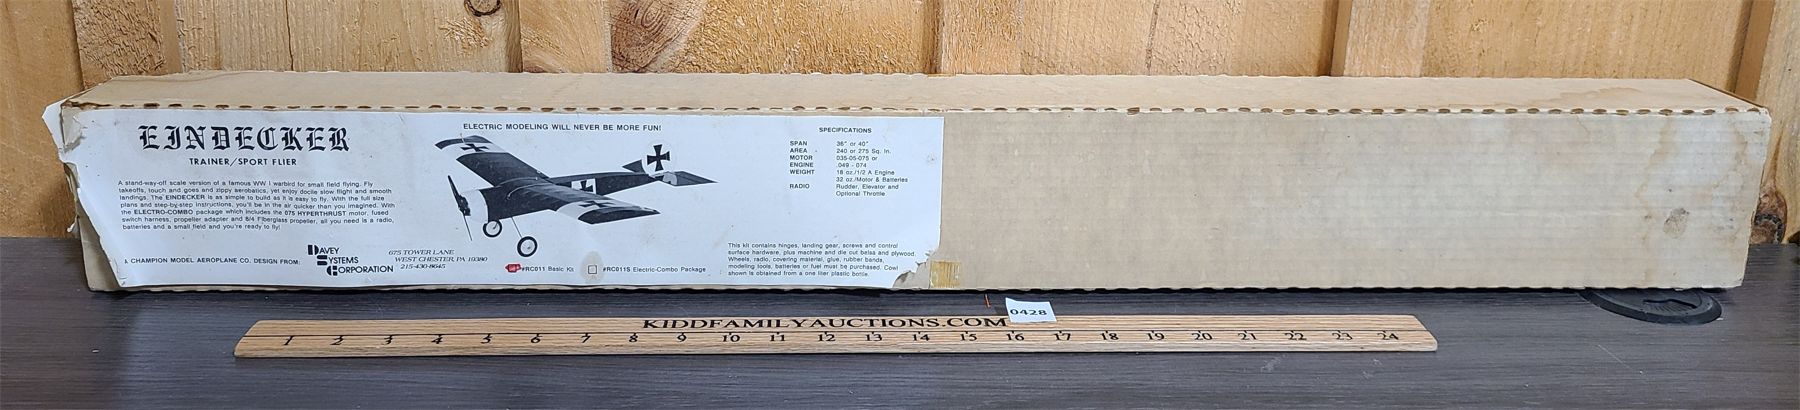 EINDECKER
TRAINER/SPORT FLIER
A stand-way-off scale version of a famous WW I warbird for small field flying. Fly
takeoffs, touch and goes and zippy aerobatics, yet enjoy docile slow flight and smooth
landings. The EINDECKER is as simple to build as it is easy to fly. With the full size
plans and step-by-step instructions, you'll be in the air quicker than you imagined. With
the ELECTRO-COMBO package which includes the 075 HYPERTHRUST motor, fused
switch harness, propeller adapter and 8/4 Fiberglass propeller, all you need is a radio,
batteries and a small field and you're ready to fly!
A CHAMPION MODEL AEROPLANE CO. DESIGN FROM:
DAVEY
SYSTEMS
CORPORATION
675 TOWER LANE
WEST CHESTER, PA 19380
215-430-8645
ELECTRIC MODELING WILL NEVER BE MORE FUN!
#RC011 Basic Kit
#RC011S Electric-Combo Package
SPECIFICATIONS
SPAN 36" or 40"
AREA 240 or 275 Sq. In.
MOTOR 035-05-075 or
ENGINE .049 - .074
WEIGHT 18 oz./1/2 A Engine
32 oz./Motor & Batteries
RADIO Rudder, Elevator and
Optional Throttle
This kit contains hinges, landing gear, screws and control
surface hardware, plus machine and die cut balsa and plywood.
Wheels, radio, covering material, glue, rubber bands,
modeling tools, batteries or fuel must be purchased. Cowl
shown is obtained from a one liter plastic bottle.
0428
KIDDFAMILYAUCTIONS.COM
1 2 3 4 5 6 7 8 9 10 11 12 13 14 15 16 17 18 19 20 21 22 23 24